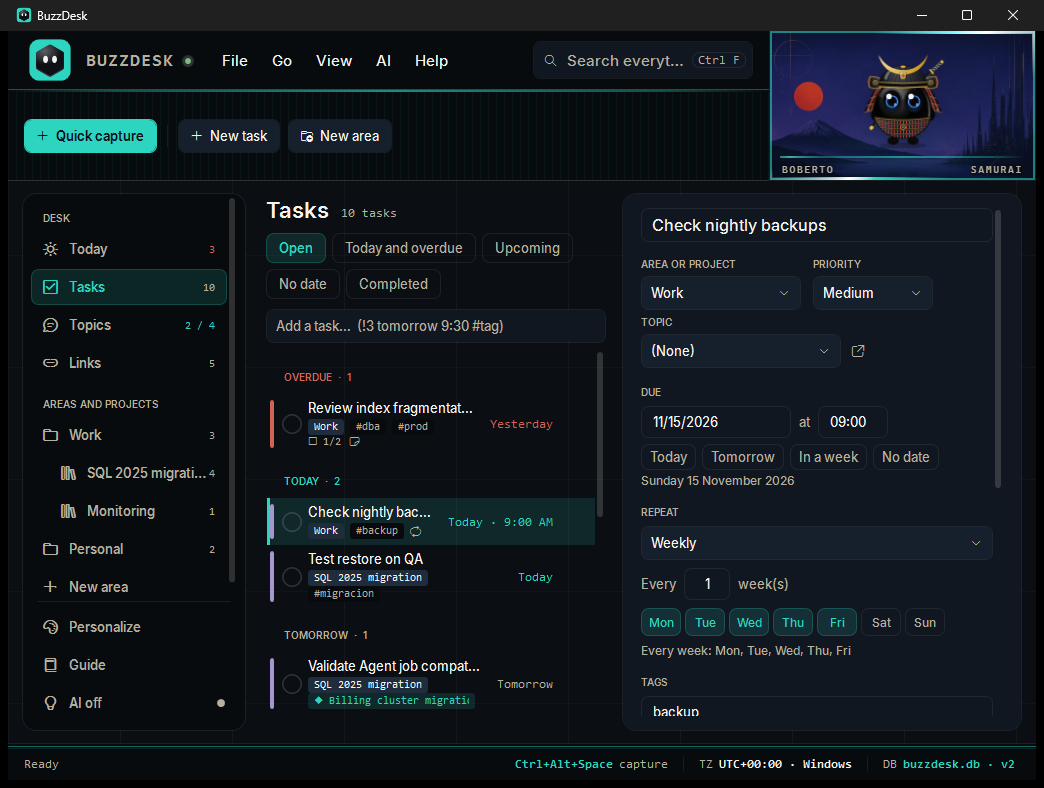 BuzzDesk
BUZZDESK
File Go View AI Help
Search everyt... Ctrl F
Quick capture
New task
New area
BOBERTO SAMURAI
DESK
Today 3
Tasks 10
Topics 2 / 4
Links 5
AREAS AND PROJECTS
Work 3
SQL 2025 migrati... 4
Monitoring 1
Personal 2
New area
Personalize
Guide
AI off
Tasks 10 tasks
Open Today and overdue Upcoming
No date Completed
Add a task... (!3 tomorrow 9:30 #tag)
OVERDUE · 1
Review index fragmentat...
Work #dba #prod Yesterday
1/2
TODAY · 2
Check nightly bac...
Work #backup Today · 9:00 AM
Test restore on QA
SQL 2025 migration Today
#migracion
TOMORROW · 1
Validate Agent job compat...
SQL 2025 migration Tomorrow
Billing cluster migratic
Check nightly backups
AREA OR PROJECT PRIORITY
Work Medium
TOPIC
(None)
DUE
11/15/2026 at 09:00
Today Tomorrow In a week No date
Sunday 15 November 2026
REPEAT
Weekly
Every 1 week(s)
Mon Tue Wed Thu Fri Sat Sun
Every week: Mon, Tue, Wed, Thu, Fri
TAGS
backup
Ready
Ctrl+Alt+Space capture
TZ UTC+00:00 · Windows
DB buzzdesk.db · v2